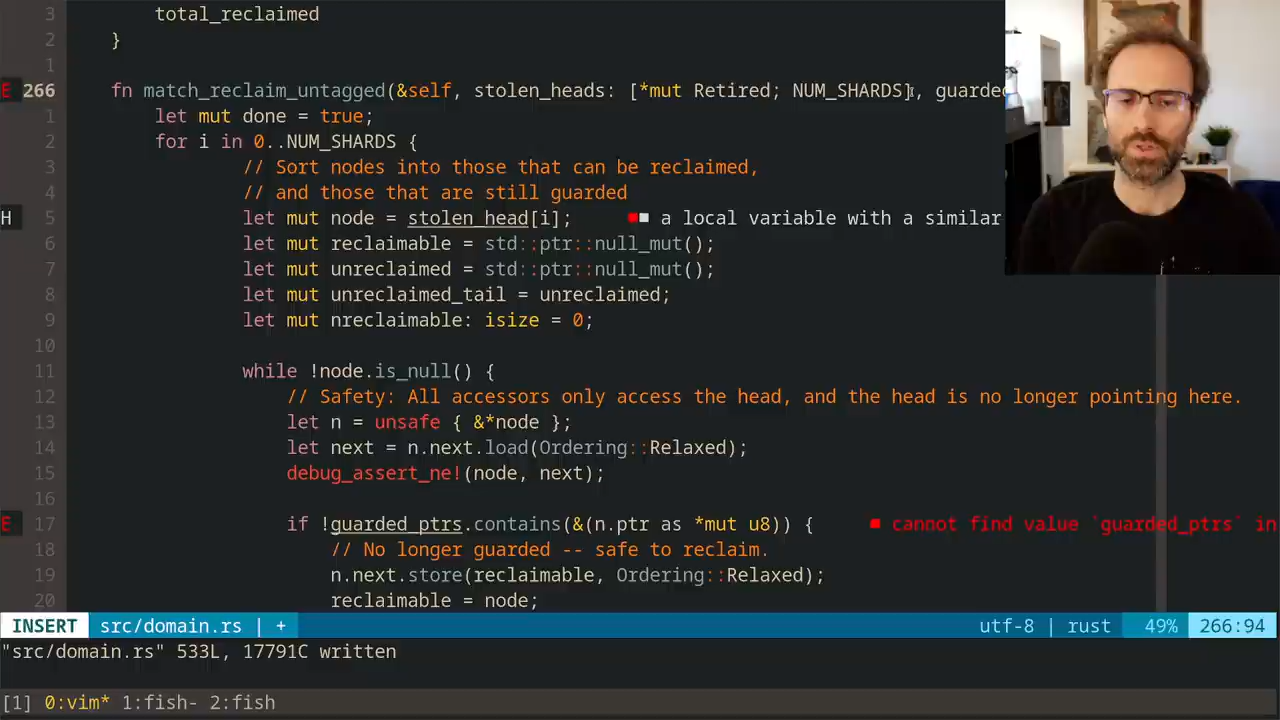 3 total_reclaimed
2 }
1
E 266 fn match_reclaim_untagged(&self, stolen_heads: [*mut Retired; NUM_SHARDS], guarded
1 let mut done = true;
2 for i in 0..NUM_SHARDS {
3 // Sort nodes into those that can be reclaimed,
4 // and those that are still guarded
H 5 let mut node = stolen_head[i]; ■■ a local variable with a similar
6 let mut reclaimable = std::ptr::null_mut();
7 let mut unreclaimed = std::ptr::null_mut();
8 let mut unreclaimed_tail = unreclaimed;
9 let mut nreclaimable: isize = 0;
10
11 while !node.is_null() {
12 // Safety: All accessors only access the head, and the head is no longer pointing here.
13 let n = unsafe { &*node };
14 let next = n.next.load(Ordering::Relaxed);
15 debug_assert_ne!(node, next);
16
E 17 if !guarded_ptrs.contains(&(n.ptr as *mut u8)) { ■ cannot find value `guarded_ptrs` in
18 // No longer guarded -- safe to reclaim.
19 n.next.store(reclaimable, Ordering::Relaxed);
20 reclaimable = node;
INSERT src/domain.rs | + utf-8 | rust 49% 266:94
"src/domain.rs" 533L, 17791C written
[1] 0:vim* 1:fish- 2:fish